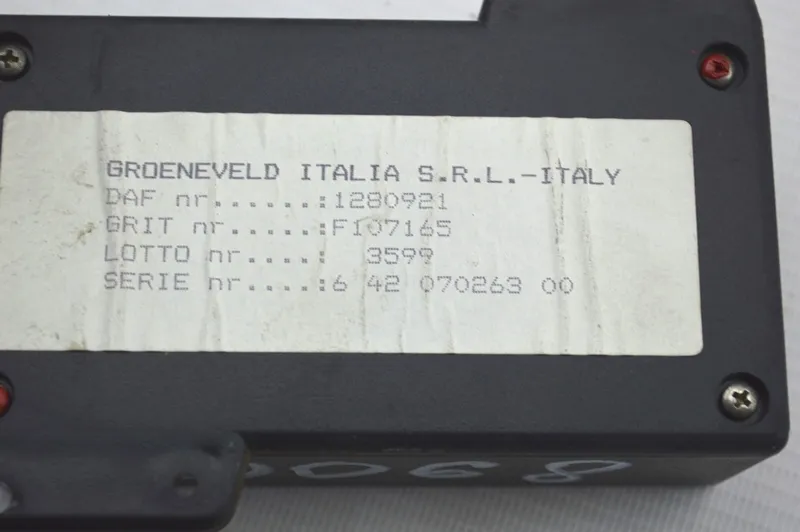 GROENEVELD ITALIA S.R.L.-ITALY
DAF nr......:1280921
GRIT nr.....:F107165
LOTTO nr....: 3599
SERIE nr....:6 42 070263 00